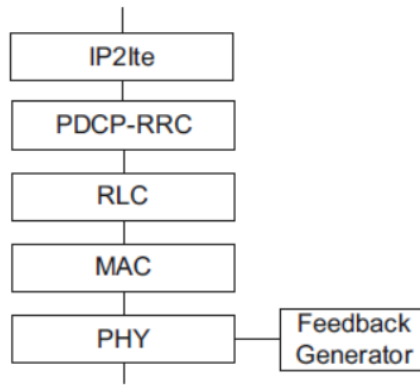 IP2lte
PDCP-RRC
RLC
MAC
PHY
Feedback
Generator